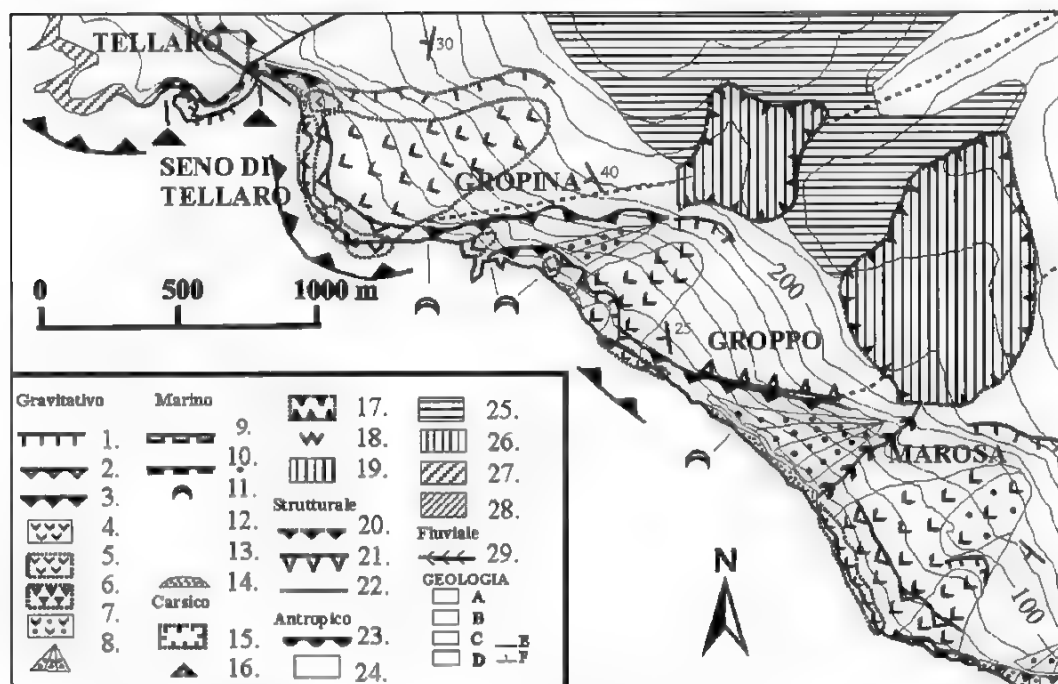 TELLARO
30
SENO DI
TELLARO
GROPINA
40
0 500 1000 m
200
25
GROPPO
MAROSA
100
N
Gravitativo
1.
2.
3.
4.
5.
6.
7.
8.
Marino
9.
10.
11.
12.
13.
14.
Carsico
15.
16.
17.
18.
19.
Strutturale
20.
21.
22.
Antropico
23.
24.
25.
26.
27.
28.
Fluviale
29.
GEOLOGIA
A
B
C E
D F